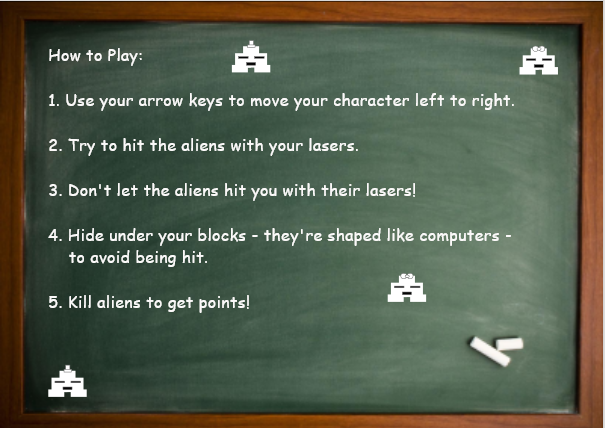 How to Play:
1. Use your arrow keys to move your character left to right.
2. Try to hit the aliens with your lasers.
3. Don't let the aliens hit you with their lasers!
4. Hide under your blocks - they're shaped like computers -
to avoid being hit.
5. Kill aliens to get points!